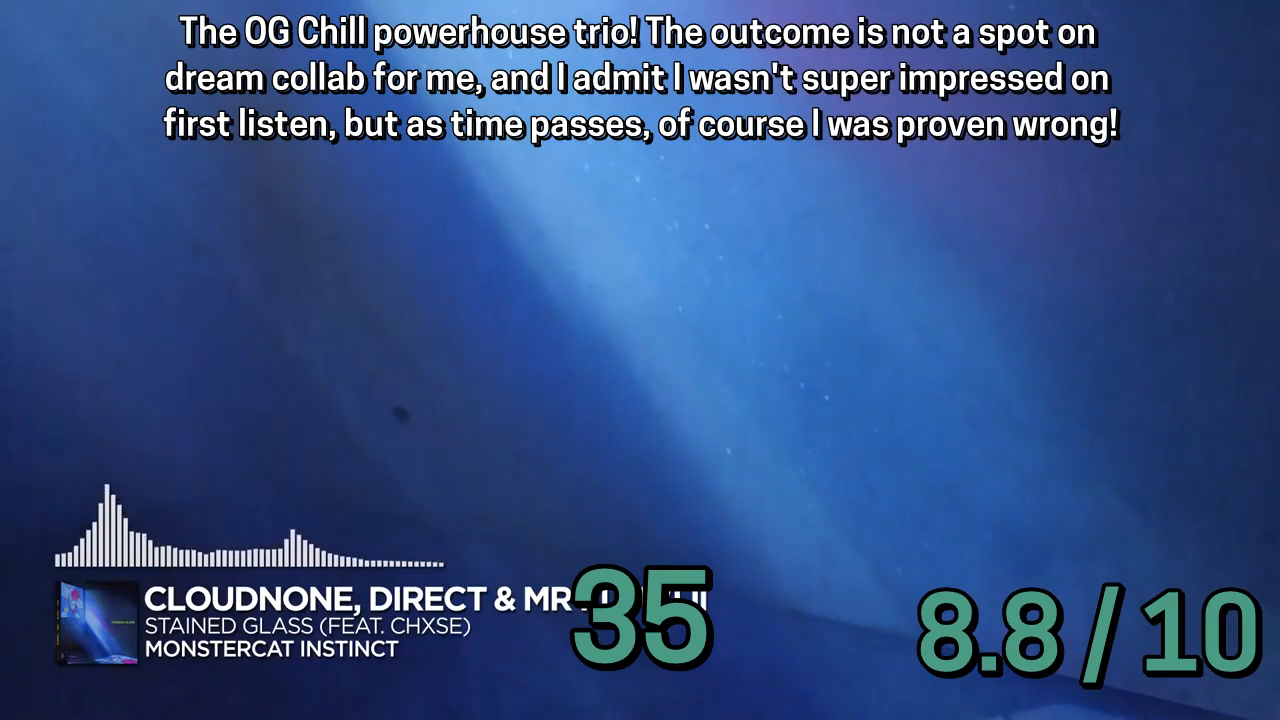 The OG Chill powerhouse trio! The outcome is not a spot on
dream collab for me, and I admit I wasn't super impressed on
first listen, but as time passes, of course I was proven wrong!
CLOUDNONE, DIRECT & MR
STAINED GLASS (FEAT. CHXSE)
MONSTERCAT INSTINCT
35
8.8 / 10